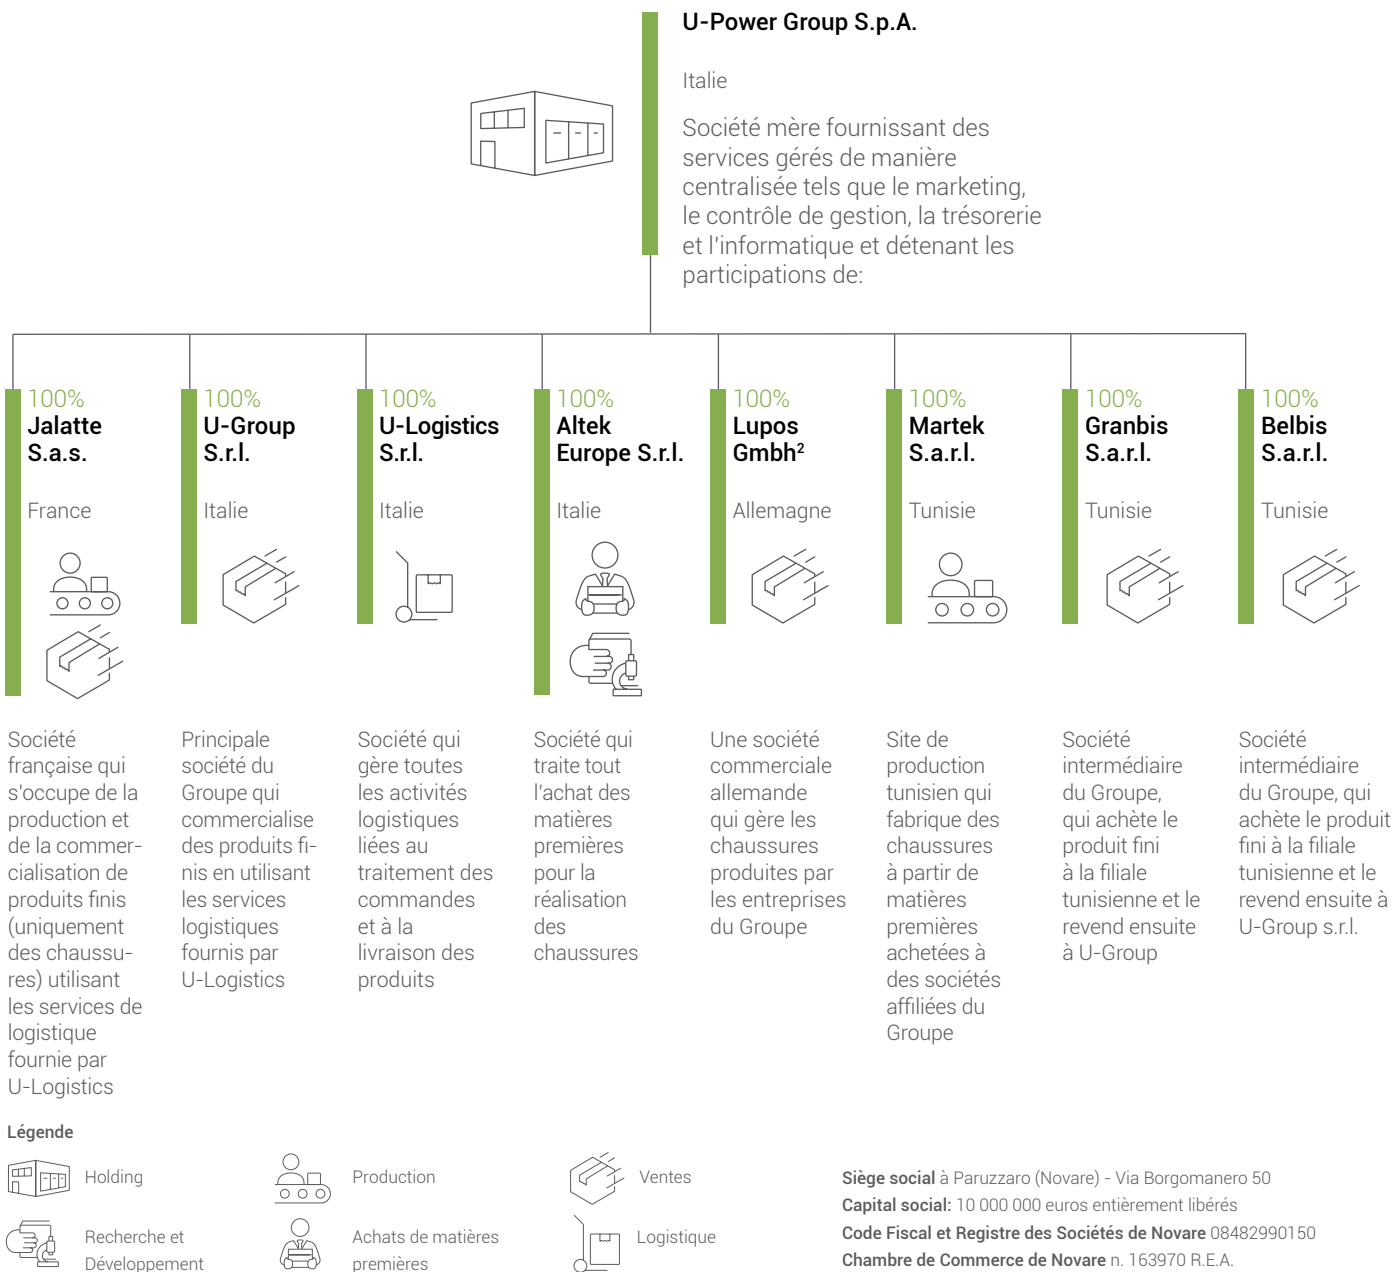 U-Power Group S.p.A.
Italie
Société mère fournissant des
services gérés de manière
centralisée tels que le marketing,
le contrôle de gestion, la trésorerie
et l'informatique et détenant les
participations de:
100%
Jalatte
S.a.s.
France
100%
U-Group
S.r.l.
Italie
100%
U-Logistics
S.r.l.
Italie
100%
Altek
Europe S.r.l.
Italie
100%
Lupos
Gmbh²
Allemagne
100%
Martek
S.a.r.l.
Tunisie
100%
Granbis
S.a.r.l.
Tunisie
100%
Belbis
S.a.r.l.
Tunisie
Société
française qui
s'occupe de la
production et
de la commer-
cialisation de
produits finis
(uniquement
des chaussu-
res) utilisant
les services de
logistique
fournie par
U-Logistics
Principale
société du
Groupe qui
commercialise
des produits fi-
nis en utilisant
les services
logistiques
fournis par
U-Logistics
Société qui
gère toutes
les activités
logistiques
liées au
traitement des
commandes
et à la
livraison des
produits
Société qui
traite tout
l'achat des
matières
premières
pour la
réalisation
des
chaussures
Une société
commerciale
allemande
qui gère les
chaussures
produites par
les entreprises
du Groupe
Site de
production
tunisien qui
fabrique des
chaussures
à partir de
matières
premières
achetées à
des sociétés
affiliées du
Groupe
Société
intermédiaire
du Groupe,
qui achète le
produit fini
à la filiale
tunisienne et le
revend ensuite
à U-Group
Société
intermédiaire
du Groupe, qui
achète le produit
fini à la filiale
tunisienne et le
revend ensuite à
U-Group s.r.l.
Légende
Holding
Production
Ventes
Recherche et
Développement
Achats de matières
premières
Logistique
Siège social à Paruzzaro (Novare) - Via Borgomanero 50
Capital social: 10 000 000 euros entièrement libérés
Code Fiscal et Registre des Sociétés de Novare 08482990150
Chambre de Commerce de Novare n. 163970 R.E.A.